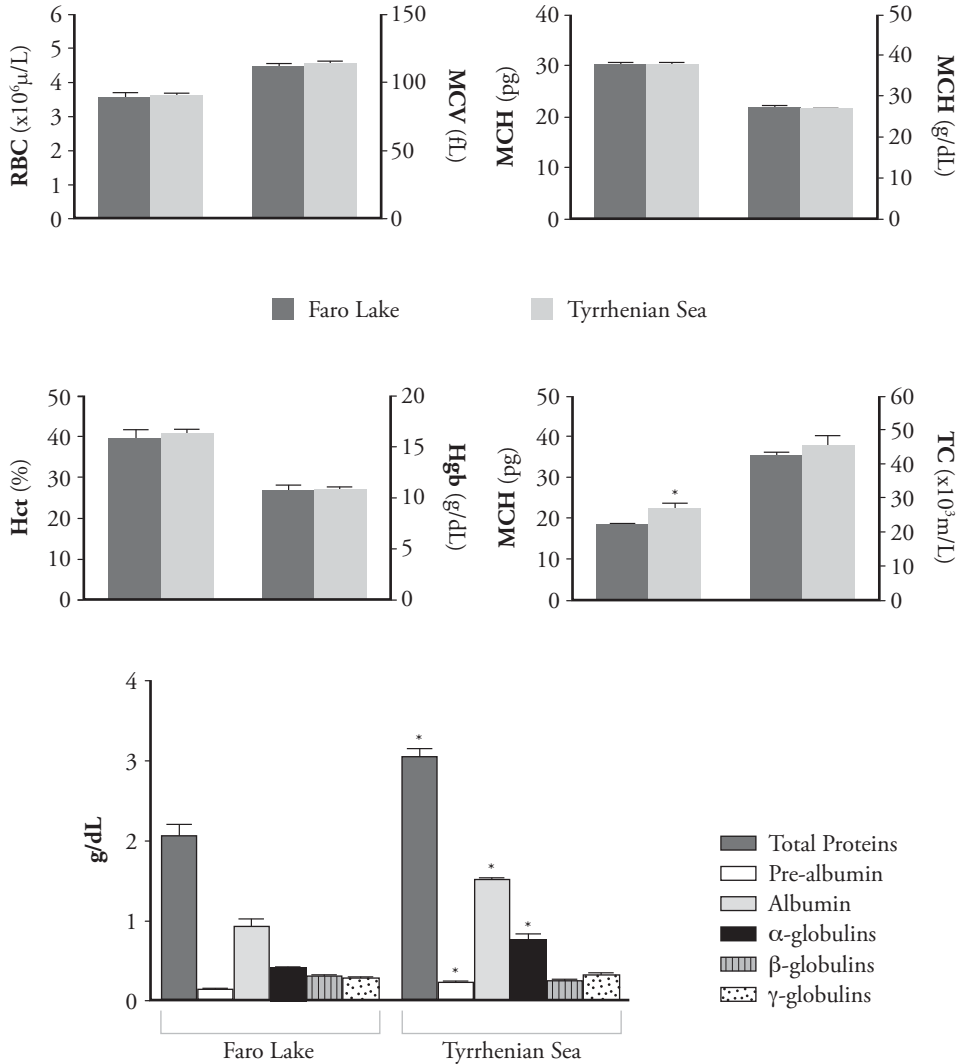 6
5
4
3
2
1
0
RBC (x10⁶μ/L)
150
100
50
0
MCV (fL)
40
30
20
10
0
MCH (pg)
50
40
30
20
10
0
MCH (g/dL)
Faro Lake
Tyrrhenian Sea
50
40
30
20
10
0
Hct (%)
20
15
10
5
0
Hgb (g/dL)
50
40
30
20
10
0
MCH (pg)
*
60
50
40
30
20
10
0
TC (x10³m/L)
4
3
2
1
0
g/dL
*
*
*
*
Total Proteins
Pre-albumin
Albumin
α-globulins
β-globulins
γ-globulins
Faro Lake
Tyrrhenian Sea